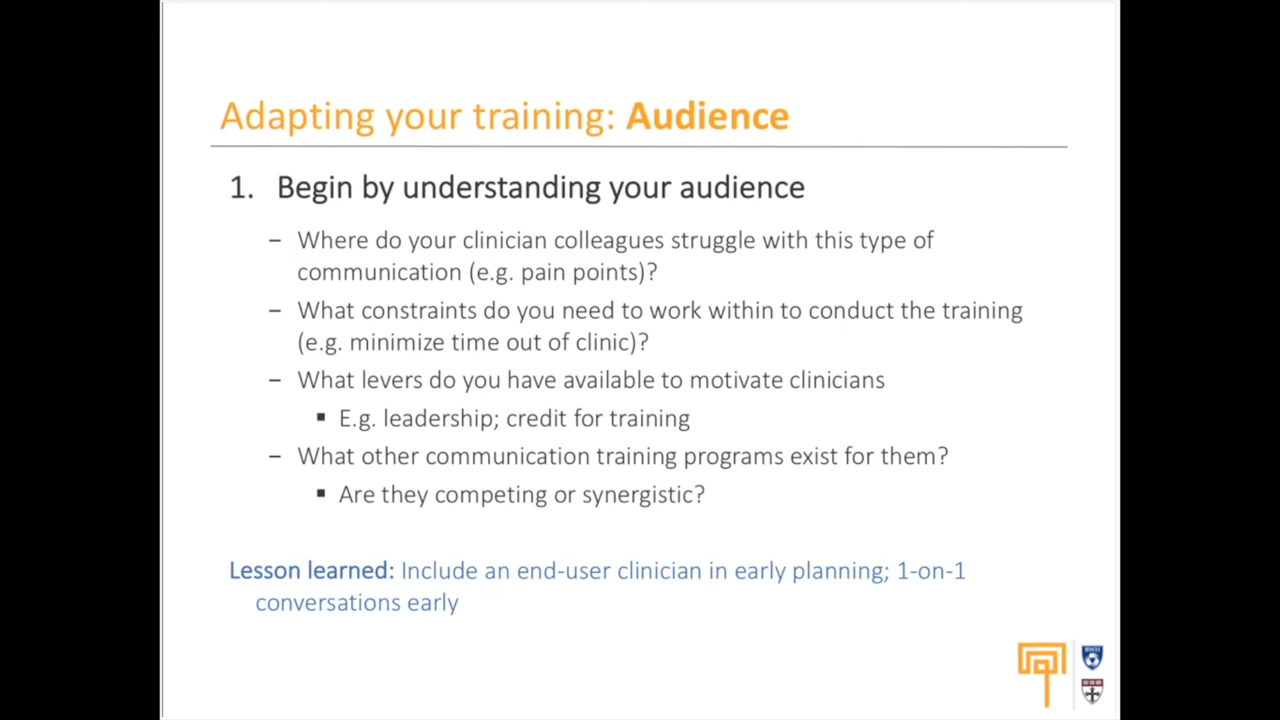 Adapting your training: Audience
1. Begin by understanding your audience
– Where do your clinician colleagues struggle with this type of
communication (e.g. pain points)?
– What constraints do you need to work within to conduct the training
(e.g. minimize time out of clinic)?
– What levers do you have available to motivate clinicians
▪ E.g. leadership; credit for training
– What other communication training programs exist for them?
▪ Are they competing or synergistic?
Lesson learned: Include an end-user clinician in early planning; 1-on-1
conversations early
BWH